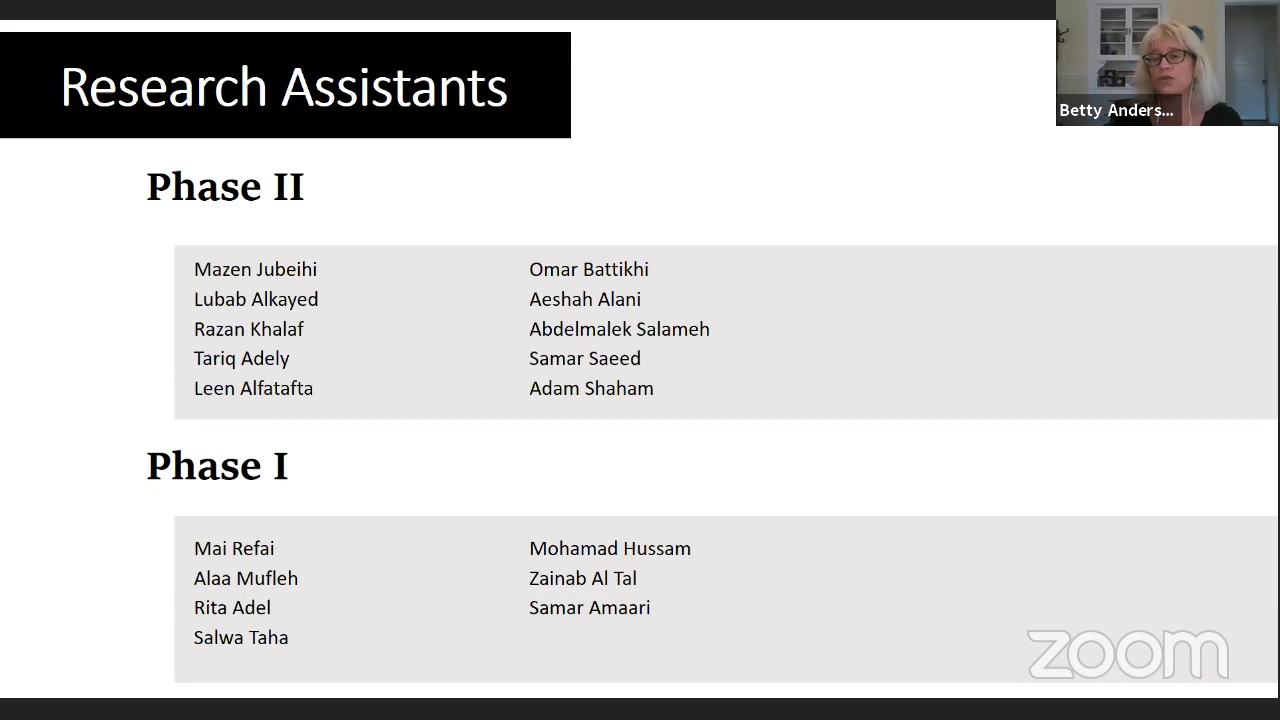 Research Assistants
Betty Anders...
Phase II
Mazen Jubeihi
Lubab Alkayed
Razan Khalaf
Tariq Adely
Leen Alfatafta
Omar Battikhi
Aeshah Alani
Abdelmalek Salameh
Samar Saeed
Adam Shaham
Phase I
Mai Refai
Alaa Mufleh
Rita Adel
Salwa Taha
Mohamad Hussam
Zainab Al Tal
Samar Amaari
zoom